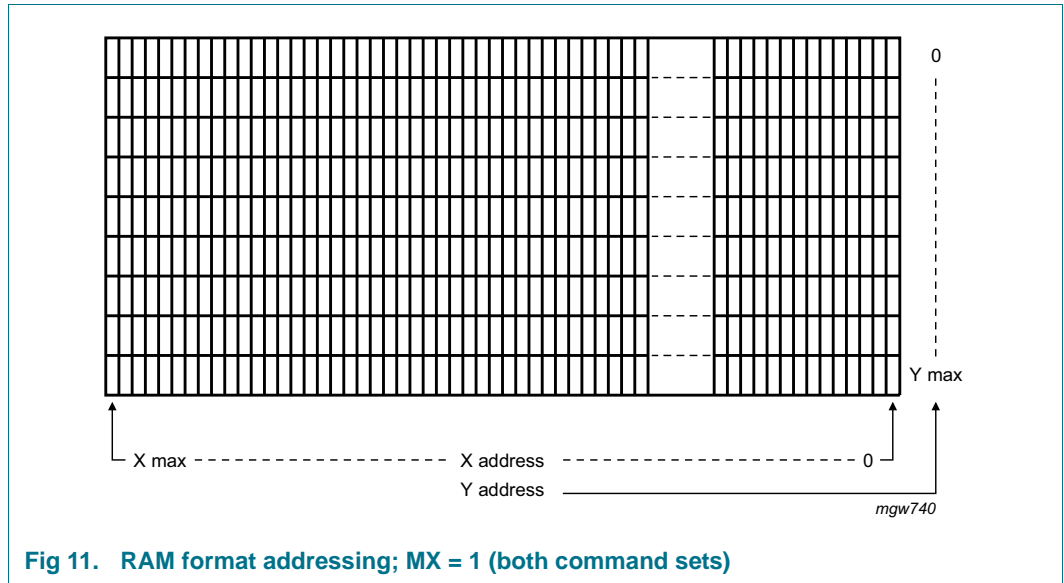 0
Y max
X max X address 0
Y address
mgw740
Fig 11. RAM format addressing; MX = 1 (both command sets)